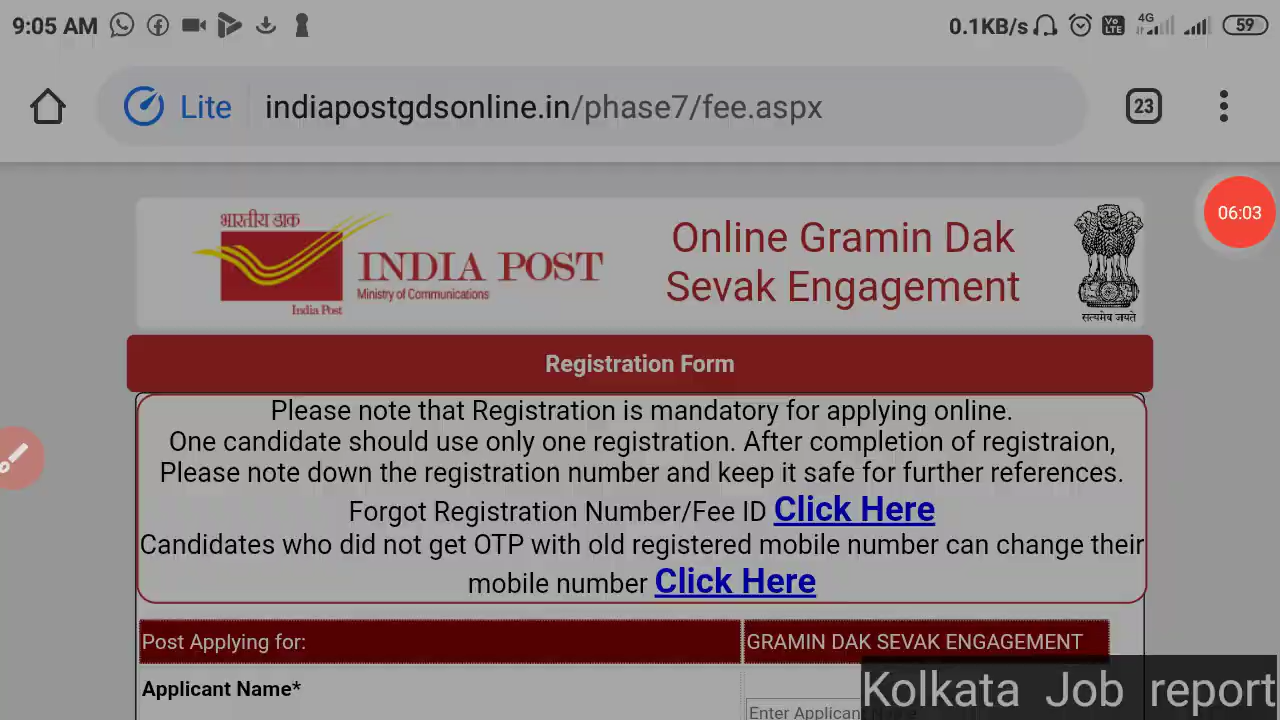 9:05 AM 0.1KB/s Vo LTE 4G 59
Lite indiapostgdsonline.in/phase7/fee.aspx 23
06:03
भारतीय डाक
INDIA POST
Ministry of Communications
India Post
Online Gramin Dak
Sevak Engagement
सत्यमेव जयते
Registration Form
Please note that Registration is mandatory for applying online.
One candidate should use only one registration. After completion of registraion,
Please note down the registration number and keep it safe for further references.
Forgot Registration Number/Fee ID Click Here
Candidates who did not get OTP with old registered mobile number can change their
mobile number Click Here
Post Applying for: GRAMIN DAK SEVAK ENGAGEMENT
Applicant Name*
Enter Applican
Kolkata Job report